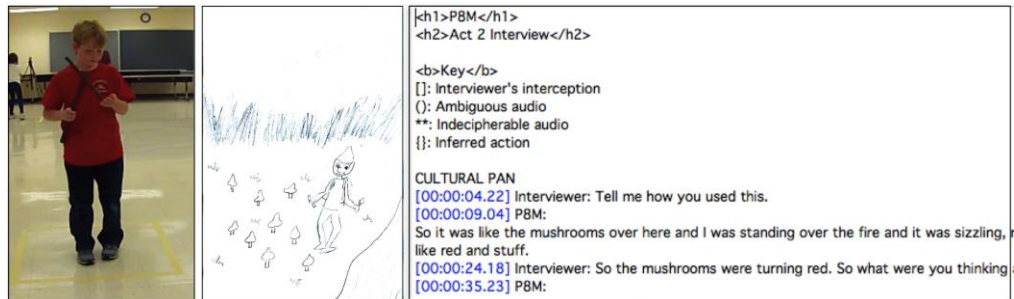 <h1>P8M</h1>
<h2>Act 2 Interview</h2>
<b>Key</b>
[]: Interviewer's interception
(): Ambiguous audio
**: Indecipherable audio
{}: Inferred action
CULTURAL PAN
[00:00:04.22] Interviewer: Tell me how you used this.
[00:00:09.04] P8M:
So it was like the mushrooms over here and I was standing over the fire and it was sizzling,
like red and stuff.
[00:00:24.18] Interviewer: So the mushrooms were turning red. So what were you thinking
[00:00:35.23] P8M: